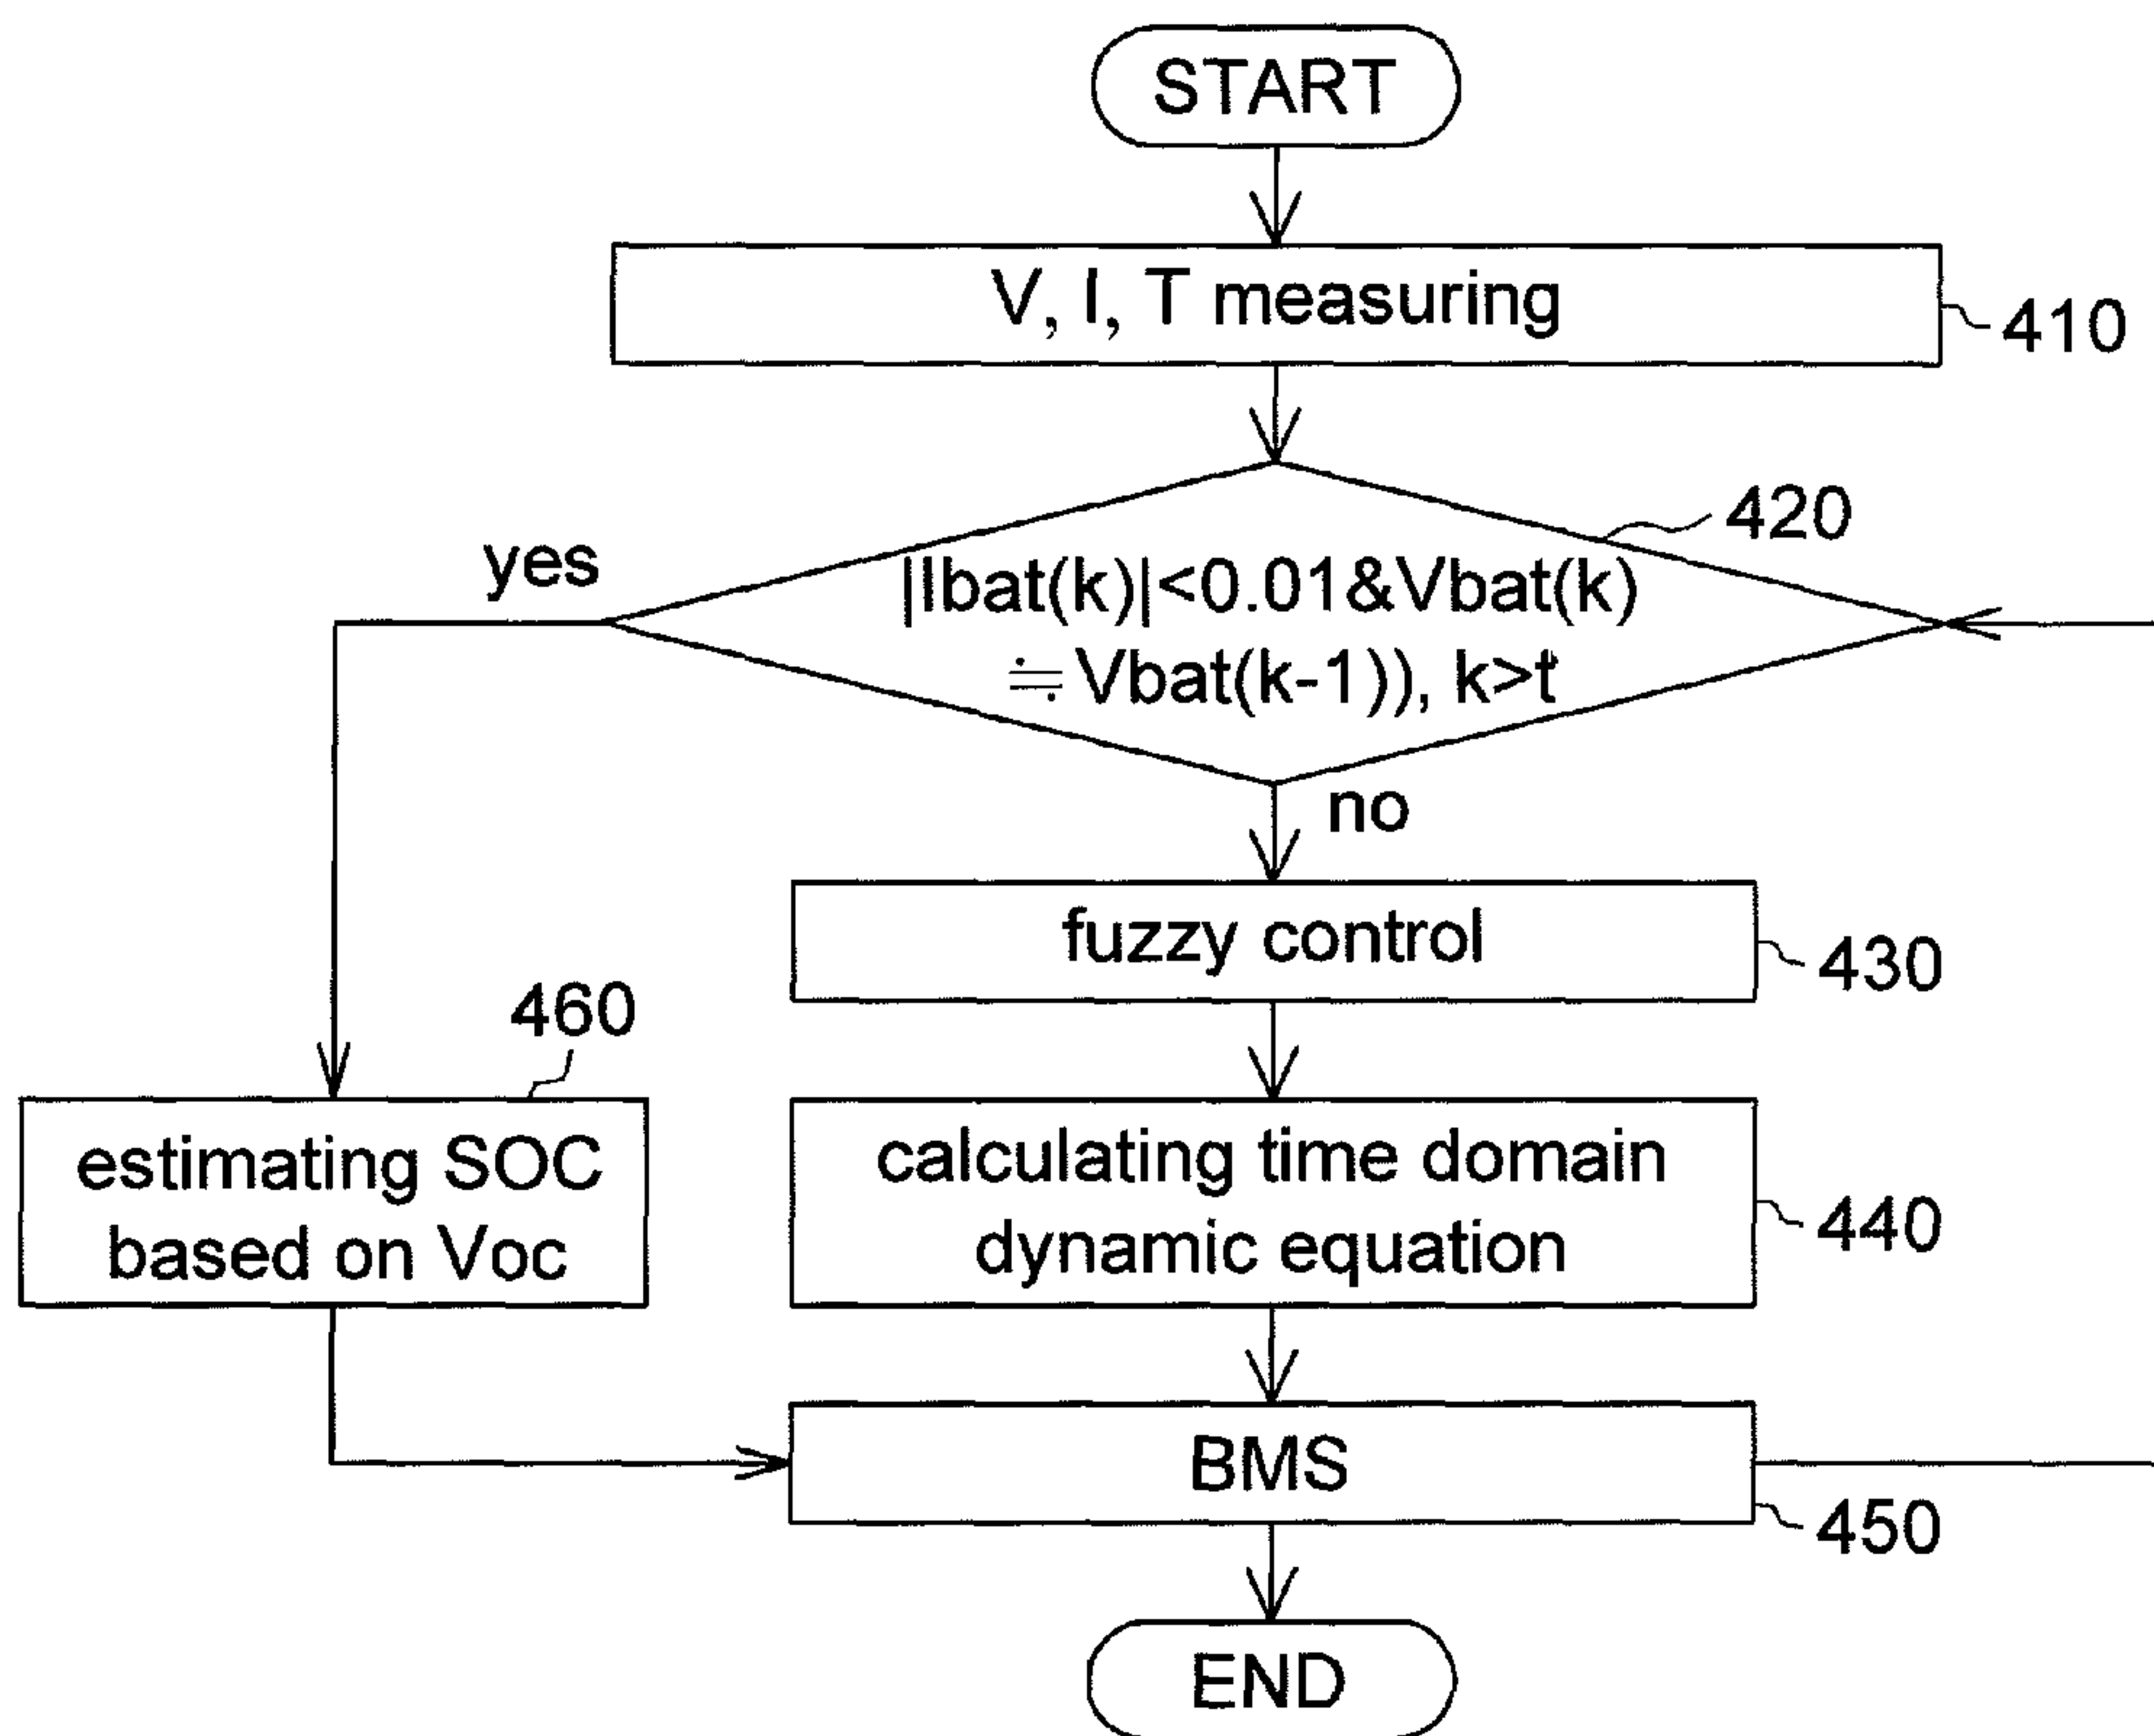 START
V, I, T measuring
410
420
yes
|Ibat(k)|<0.01&Vbat(k)
≒Vbat(k-1)), k>t
no
fuzzy control
430
460
estimating SOC
based on Voc
calculating time domain
dynamic equation
440
BMS
450
END